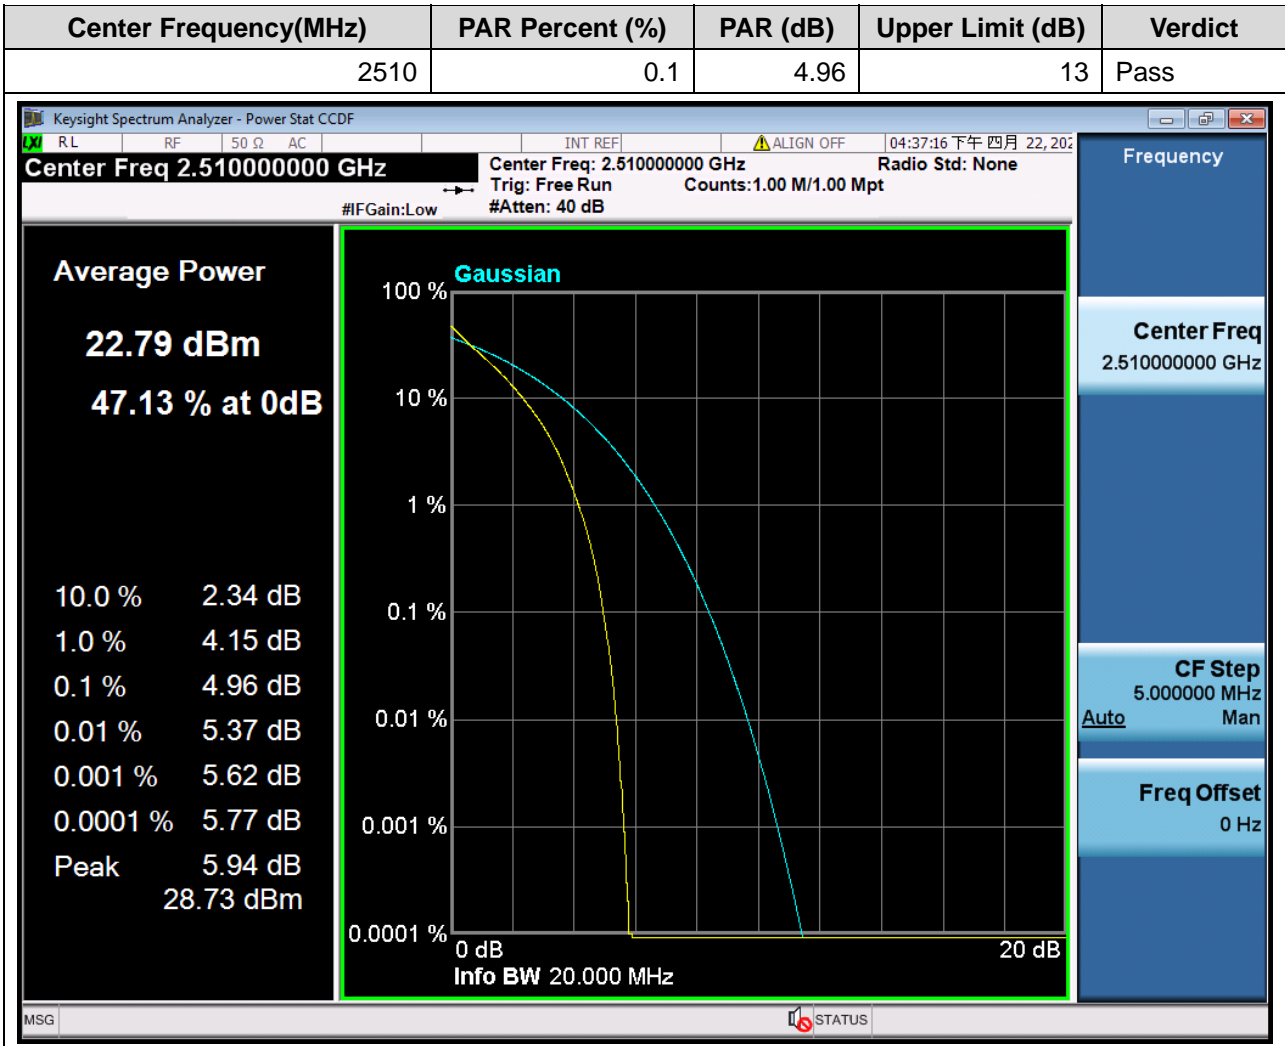 Center Frequency(MHz) PAR Percent (%) PAR (dB) Upper Limit (dB) Verdict
2510 0.1 4.96 13 Pass
Keysight Spectrum Analyzer - Power Stat CCDF
LXI RL RF 50 Ω AC INT REF ALIGN OFF 04:37:16 下午 四月 22, 202
Center Freq 2.510000000 GHz
Center Freq: 2.510000000 GHz Radio Std: None
Trig: Free Run Counts:1.00 M/1.00 Mpt
#IFGain:Low #Atten: 40 dB
Average Power
22.79 dBm
47.13 % at 0dB
10.0 % 2.34 dB
1.0 % 4.15 dB
0.1 % 4.96 dB
0.01 % 5.37 dB
0.001 % 5.62 dB
0.0001 % 5.77 dB
Peak 5.94 dB
28.73 dBm
Gaussian
100 %
10 %
1 %
0.1 %
0.01 %
0.001 %
0.0001 %
0 dB 20 dB
Info BW 20.000 MHz
Frequency
Center Freq
2.510000000 GHz
CF Step
5.000000 MHz
Auto Man
Freq Offset
0 Hz
MSG STATUS